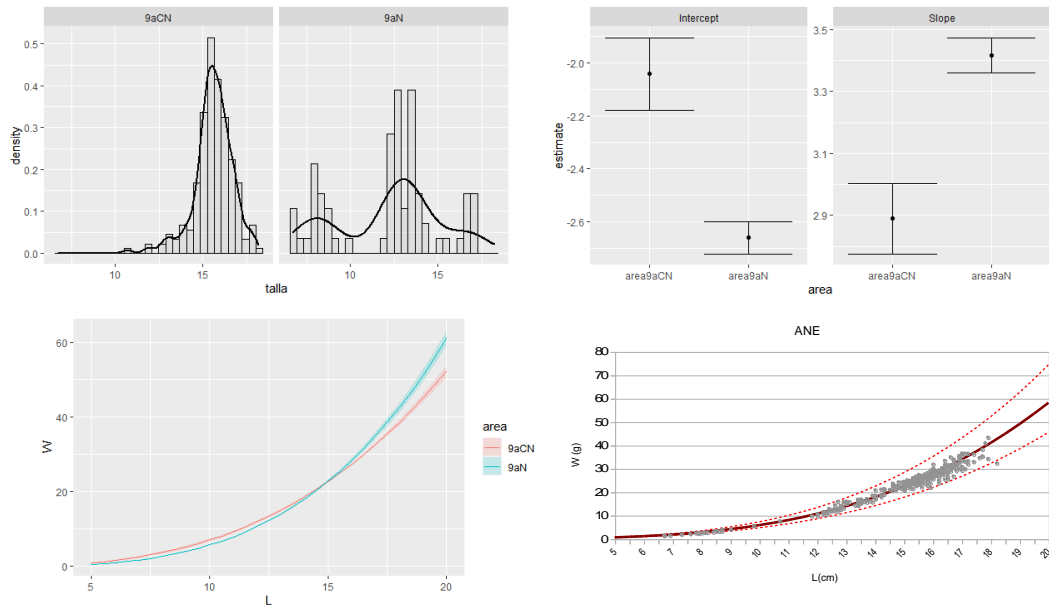 9aCN 9aN
0.5
0.4
0.3
0.2
0.1
0.0
density
10 15 10 15
talla
Intercept Slope
-2.0
-2.2
-2.4
-2.6
3.5
3.3
3.1
2.9
estimate
area9aCN area9aN area9aCN area9aN
area
60
40
20
0
W
5 10 15 20
L
area
9aCN
9aN
ANE
80
70
60
50
40
30
20
10
0
W (g)
5 6 7 8 9 10 11 12 13 14 15 16 17 18 19 20
L(cm)